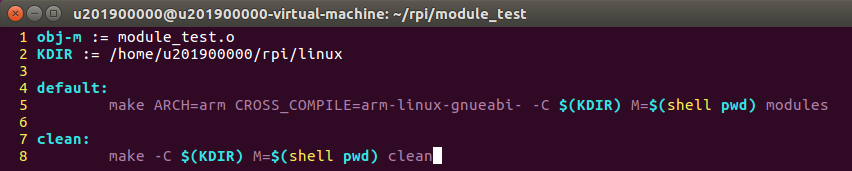 u201900000@u201900000-virtual-machine: ~/rpi/module_test
1 obj-m := module_test.o
2 KDIR := /home/u201900000/rpi/linux
3
4 default:
5         make ARCH=arm CROSS_COMPILE=arm-linux-gnueabi- -C $(KDIR) M=$(shell pwd) modules
6
7 clean:
8         make -C $(KDIR) M=$(shell pwd) clean